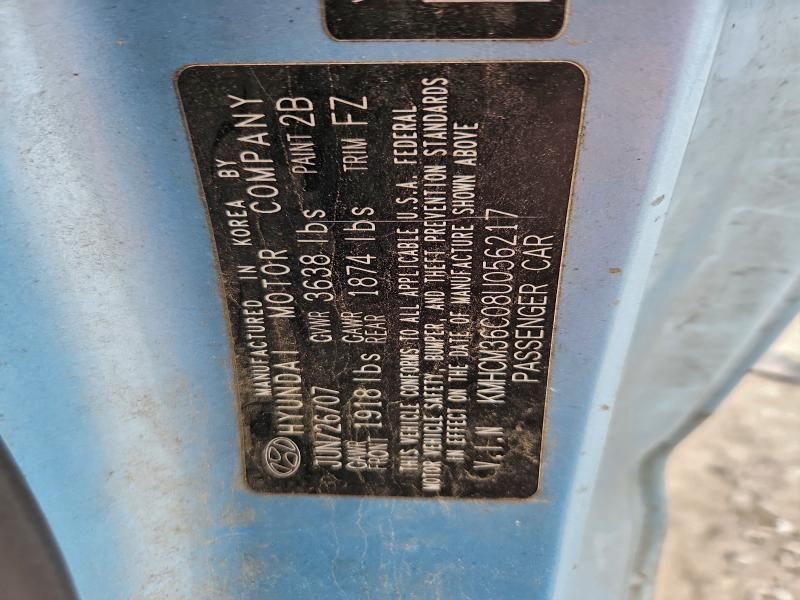 MANUFACTURED IN KOREA BY
HYUNDAI MOTOR COMPANY
JUN/26/07 GVWR 3638 lbs PAINT 2B
GAWR FRONT 1918 lbs GAWR REAR 1874 lbs TRIM FZ
THIS VEHICLE CONFORMS TO ALL APPLICABLE U.S.A. FEDERAL
MOTOR VEHICLE SAFETY, BUMPER AND THEFT PREVENTION STANDARDS
IN EFFECT ON THE DATE OF MANUFACTURE SHOWN ABOVE
V.I.N KMHCM36C08U056217
PASSENGER CAR